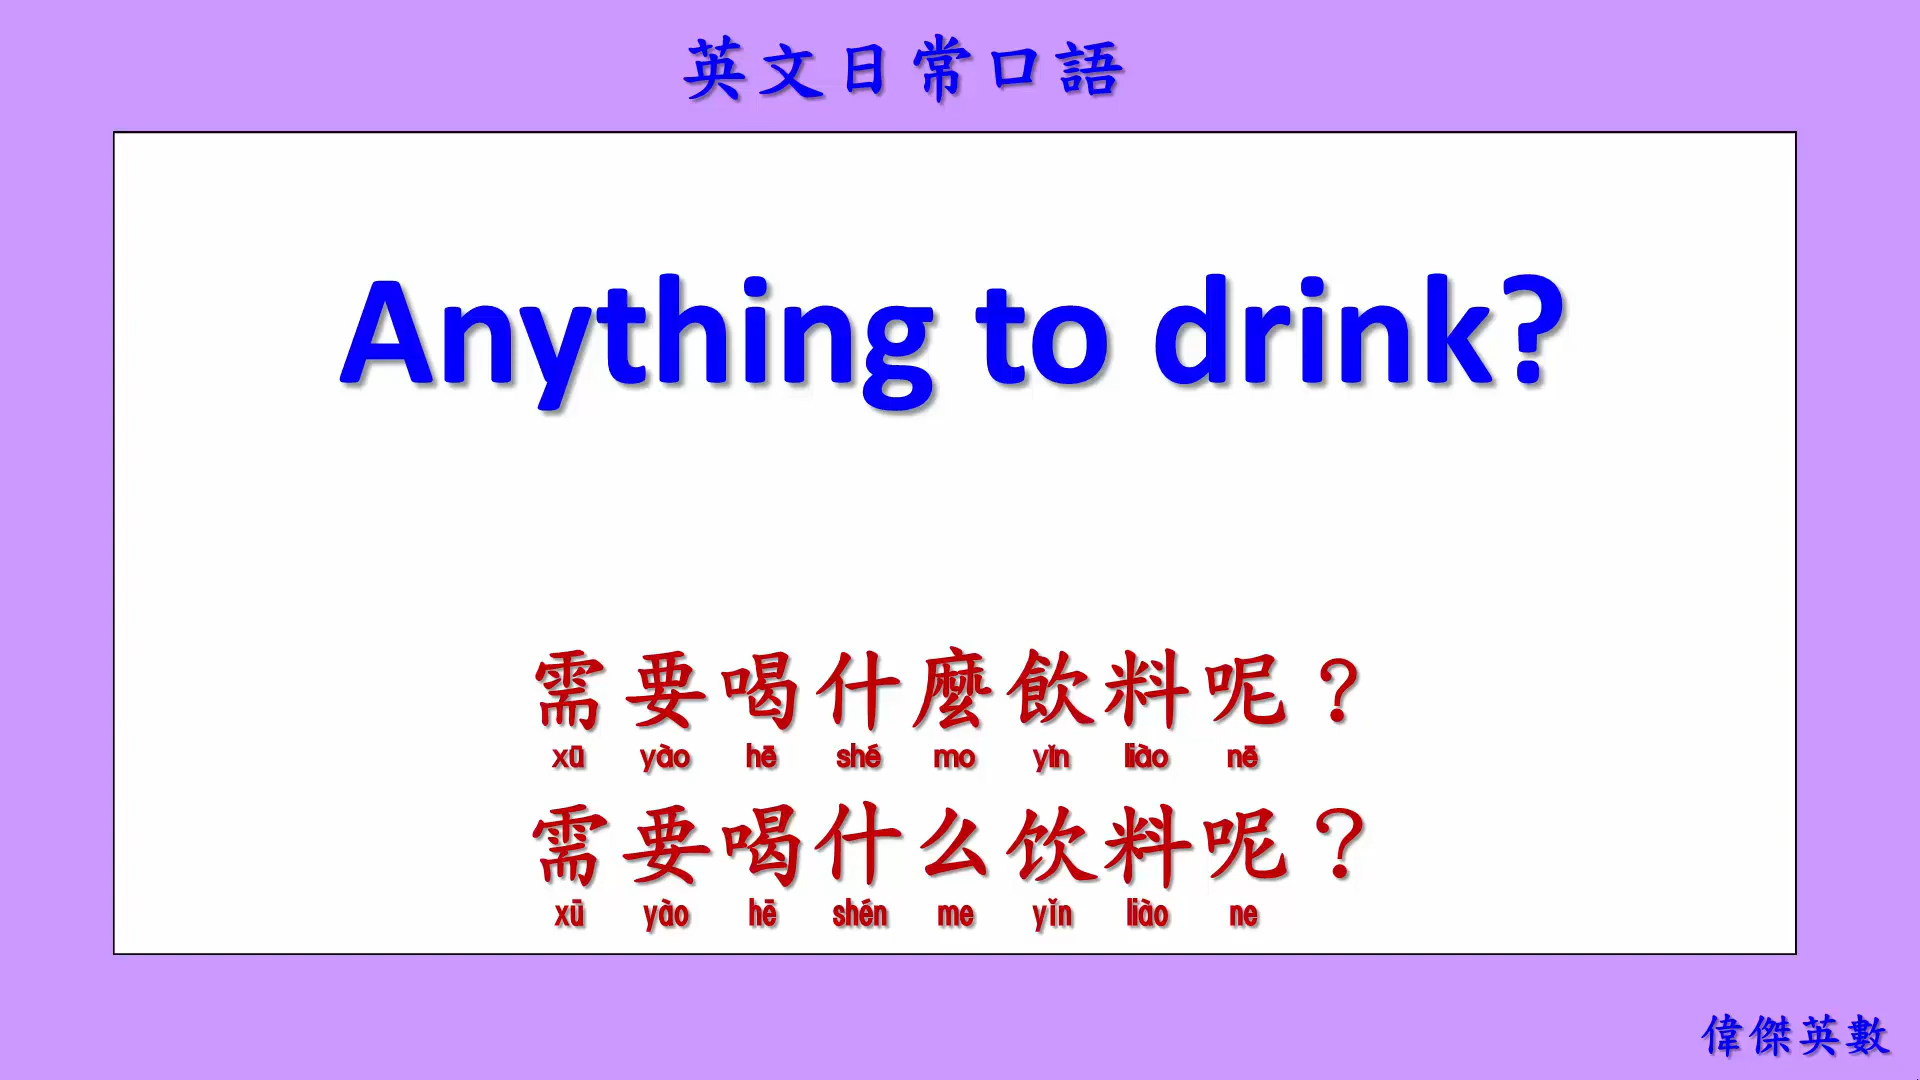 英文日常口語
Anything to drink?
需要喝什麼飲料呢？
xū yào hē shé mo yǐn liào nē
需要喝什么饮料呢？
xū yào hē shén me yǐn liào ne
偉傑英數